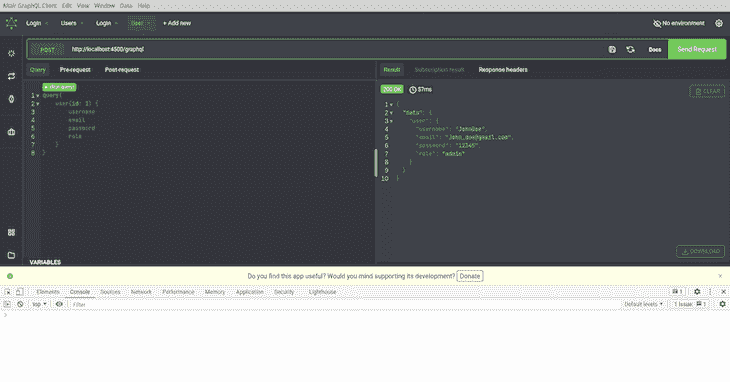 Altair GraphQL Client Edit View Window Data Help
Login Users Login User + Add new No environment
POST http://localhost:4500/graphql Docs Send Request
Query Pre-request Post-request
Result Subscription result Response headers
200 OK 57ms CLEAR
1 query{
2 user(id: 1) {
3 username
4 email
5 password
6 role
7 }
8 }
1 {
2 "data": {
3 "user": {
4 "username": "JohnDoe",
5 "email": "John_doe@gmail.com",
6 "password": "12345",
7 "role": "admin"
8 }
9 }
10 }
DOWNLOAD
VARIABLES
Do you find this app useful? Would you mind supporting its development? Donate
Elements Console Sources Network Performance Memory Application Security Lighthouse 1
top Filter Default levels 1 Issue: 1